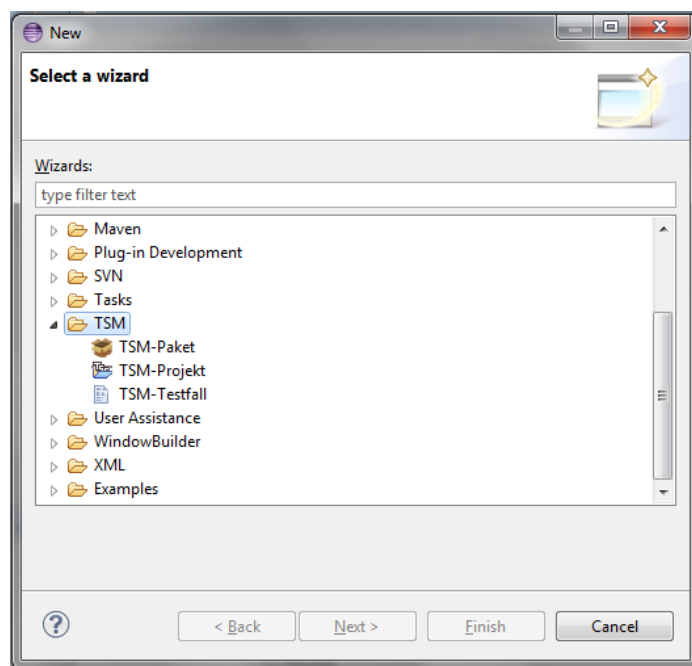 New
Select a wizard
Wizards:
type filter text
Maven
Plug-in Development
SVN
Tasks
TSM
TSM-Paket
TSM-Projekt
TSM-Testfall
User Assistance
WindowBuilder
XML
Examples
? < Back Next > Finish Cancel